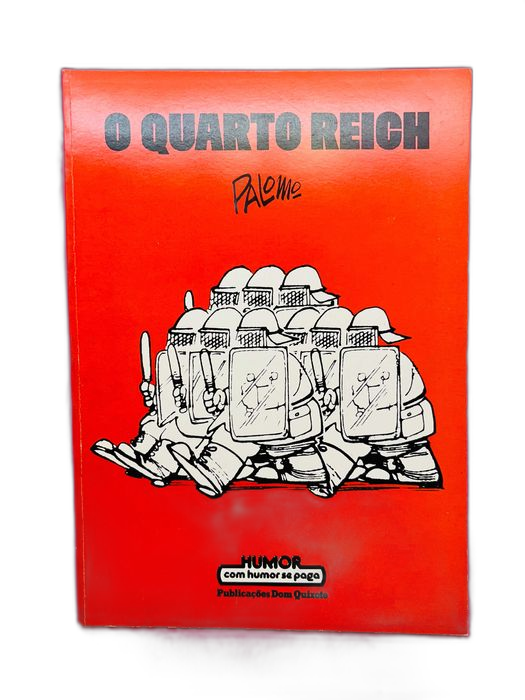 O QUARTO REICH
PALOMO
HUMOR
com humor se paga
Publicações Dom Quixote